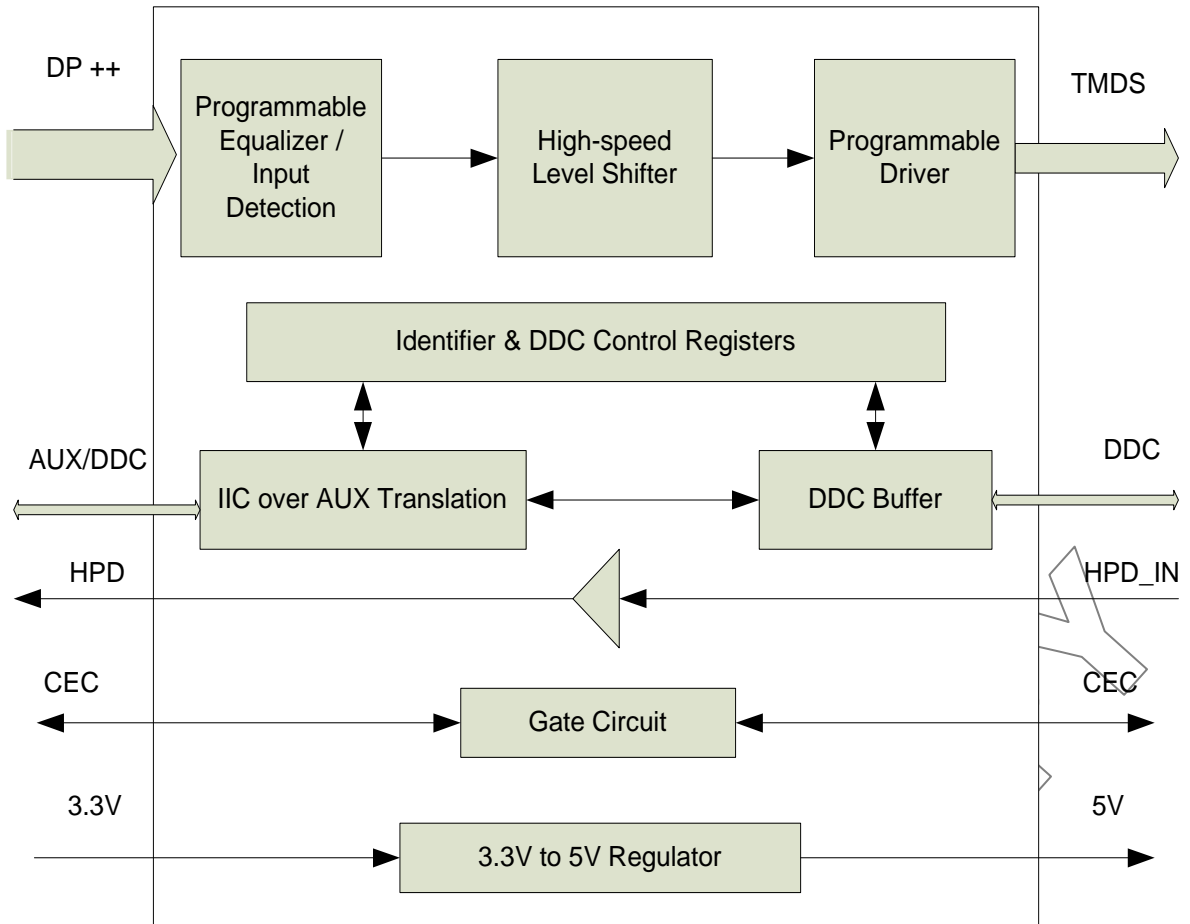 DP ++
Programmable
Equalizer /
Input
Detection
High-speed
Level Shifter
Programmable
Driver
TMDS
Identifier & DDC Control Registers
AUX/DDC
IIC over AUX Translation
DDC Buffer
DDC
HPD
HPD_IN
CEC
Gate Circuit
CEC
3.3V
3.3V to 5V Regulator
5V